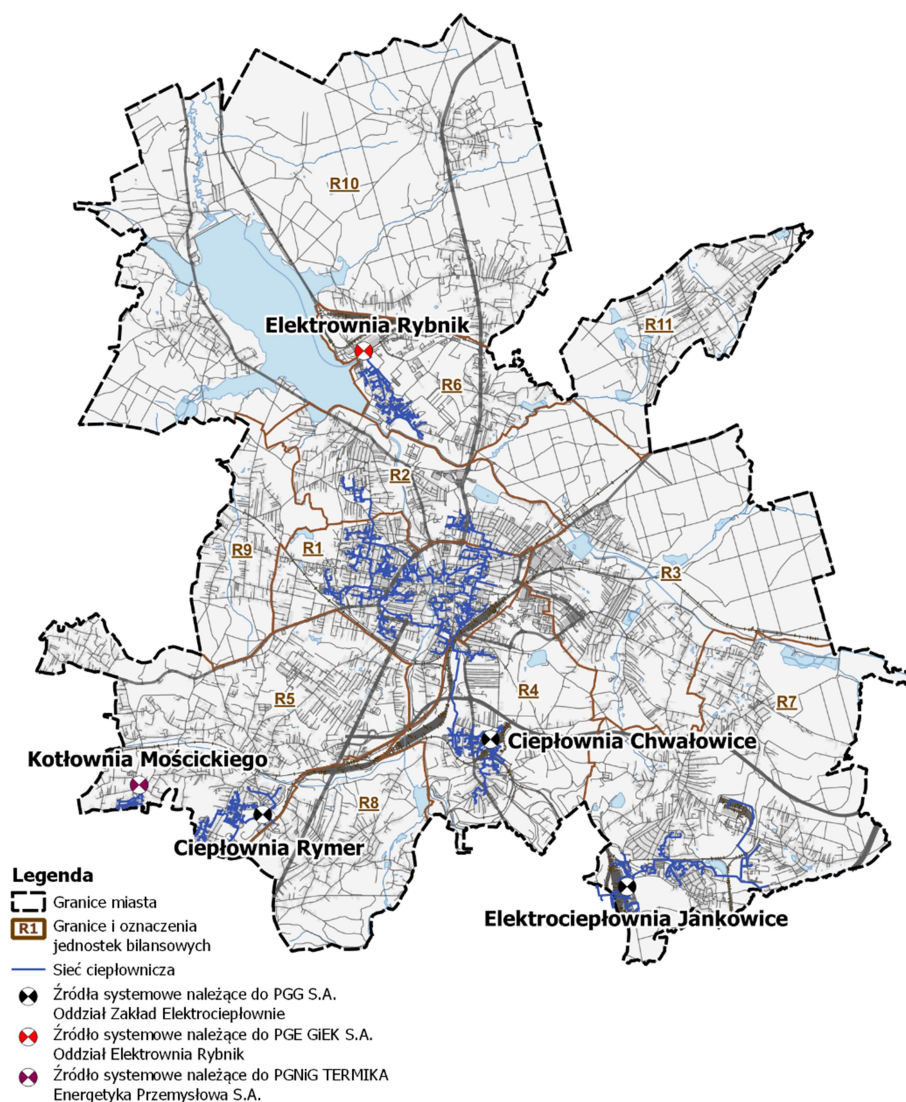 R10
R11
Elektrownia Rybnik
R6
R2
R9
R1
R3
R5
R4
R7
Ciepłownia Chwałowice
Kotłownia Mościckiego
R8
Ciepłownia Rymer
Elektrociepłownia Jankowice
Legenda
Granice miasta
R1
Granice i oznaczenia
jednostek bilansowych
Sieć ciepłownicza
Źródła systemowe należące do PGG S.A.
Oddział Zakład Elektrociepłownie
Źródło systemowe należące do PGE GiEK S.A.
Oddział Elektrownia Rybnik
Źródło systemowe należące do PGNiG TERMIKA
Energetyka Przemysłowa S.A.